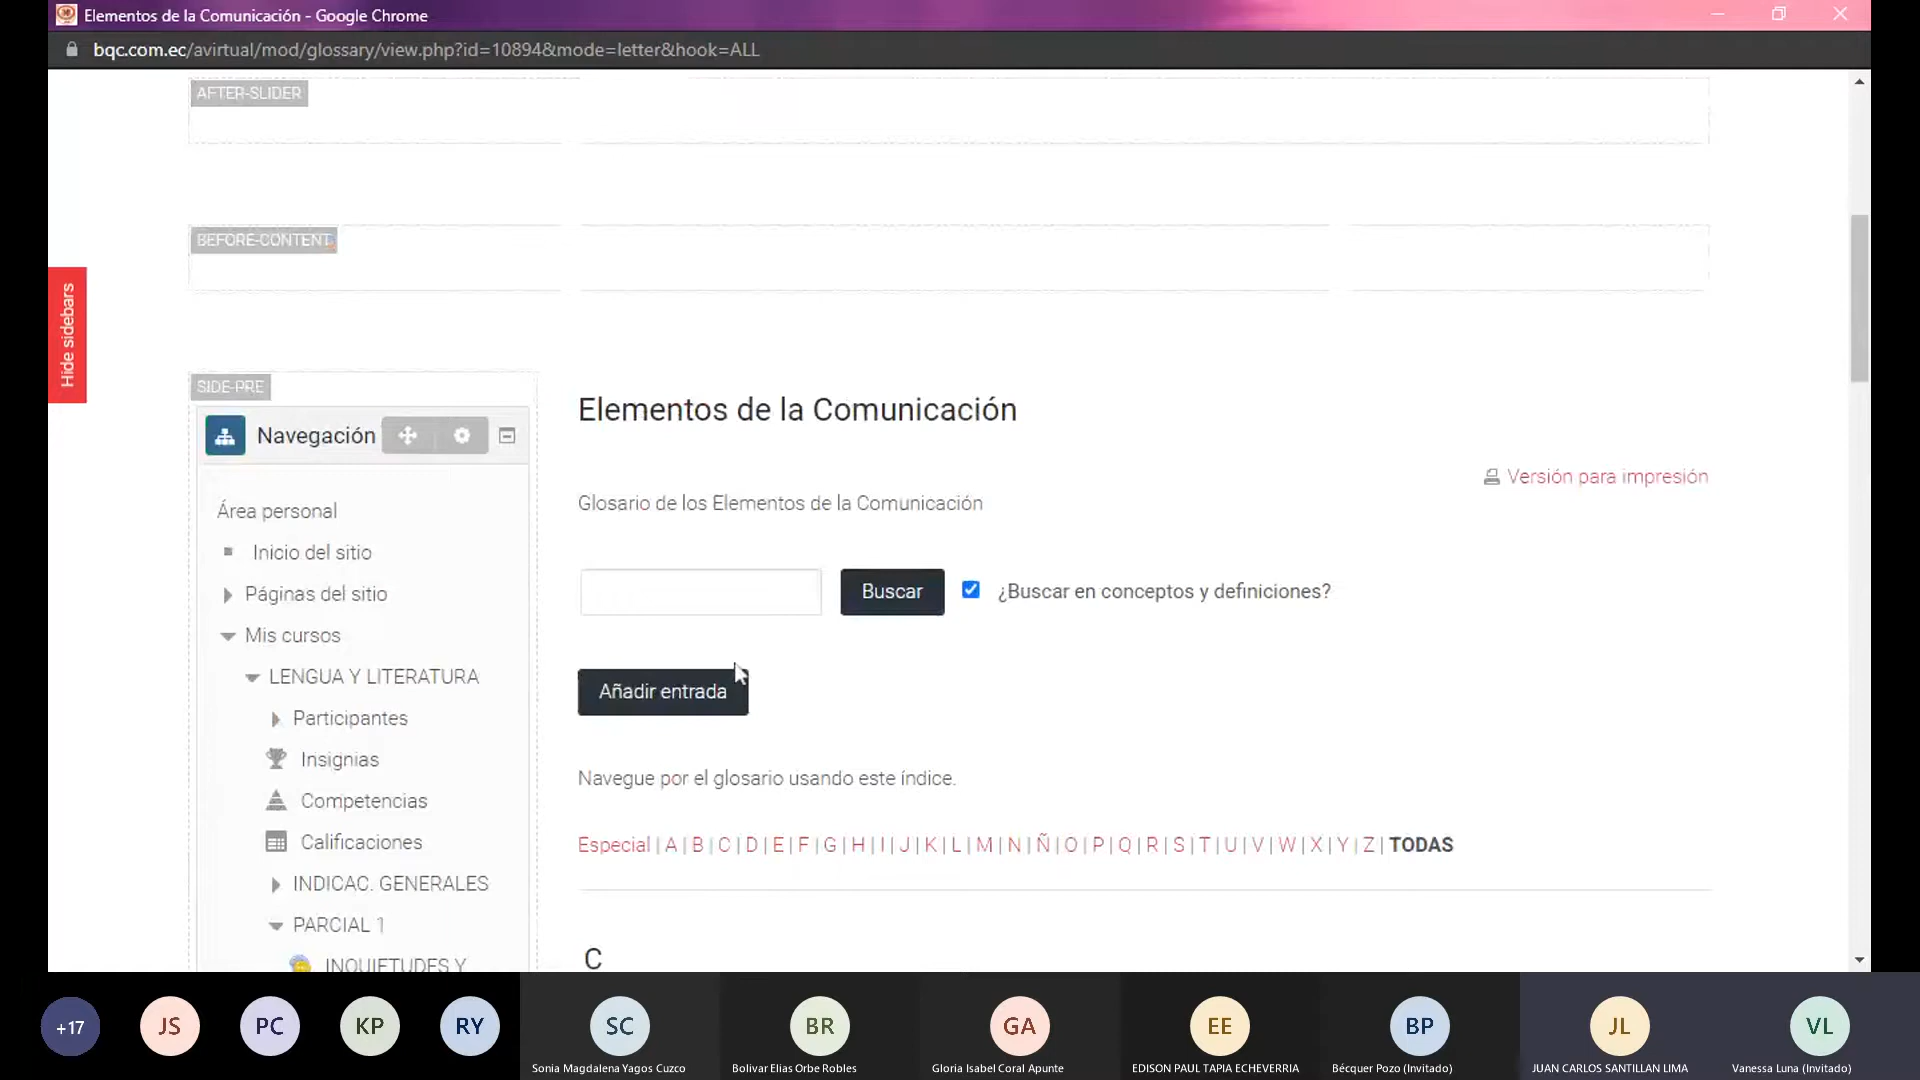 Elementos de la Comunicación - Google Chrome
bqc.com.ec/avirtual/mod/glossary/view.php?id=10894&mode=letter&hook=ALL
AFTER-SLIDER
BEFORE-CONTENT
Hide sidebars
SIDE-PRE
Navegación
Área personal
Inicio del sitio
Páginas del sitio
Mis cursos
LENGUA Y LITERATURA
Participantes
Insignias
Competencias
Calificaciones
INDICAC. GENERALES
PARCIAL 1
INQUIETUDES Y
Elementos de la Comunicación
Versión para impresión
Glosario de los Elementos de la Comunicación
Buscar
¿Buscar en conceptos y definiciones?
Añadir entrada
Navegue por el glosario usando este índice.
Especial | A | B | C | D | E | F | G | H | I | J | K | L | M | N | Ñ | O | P | Q | R | S | T | U | V | W | X | Y | Z | TODAS
C
+17
JS
PC
KP
RY
SC
BR
GA
EE
BP
JL
VL
Sonia Magdalena Yagos Cuzco
Bolivar Elias Orbe Robles
Gloria Isabel Coral Apunte
EDISON PAUL TAPIA ECHEVERRIA
Bécquer Pozo (Invitado)
JUAN CARLOS SANTILLAN LIMA
Vanessa Luna (Invitado)